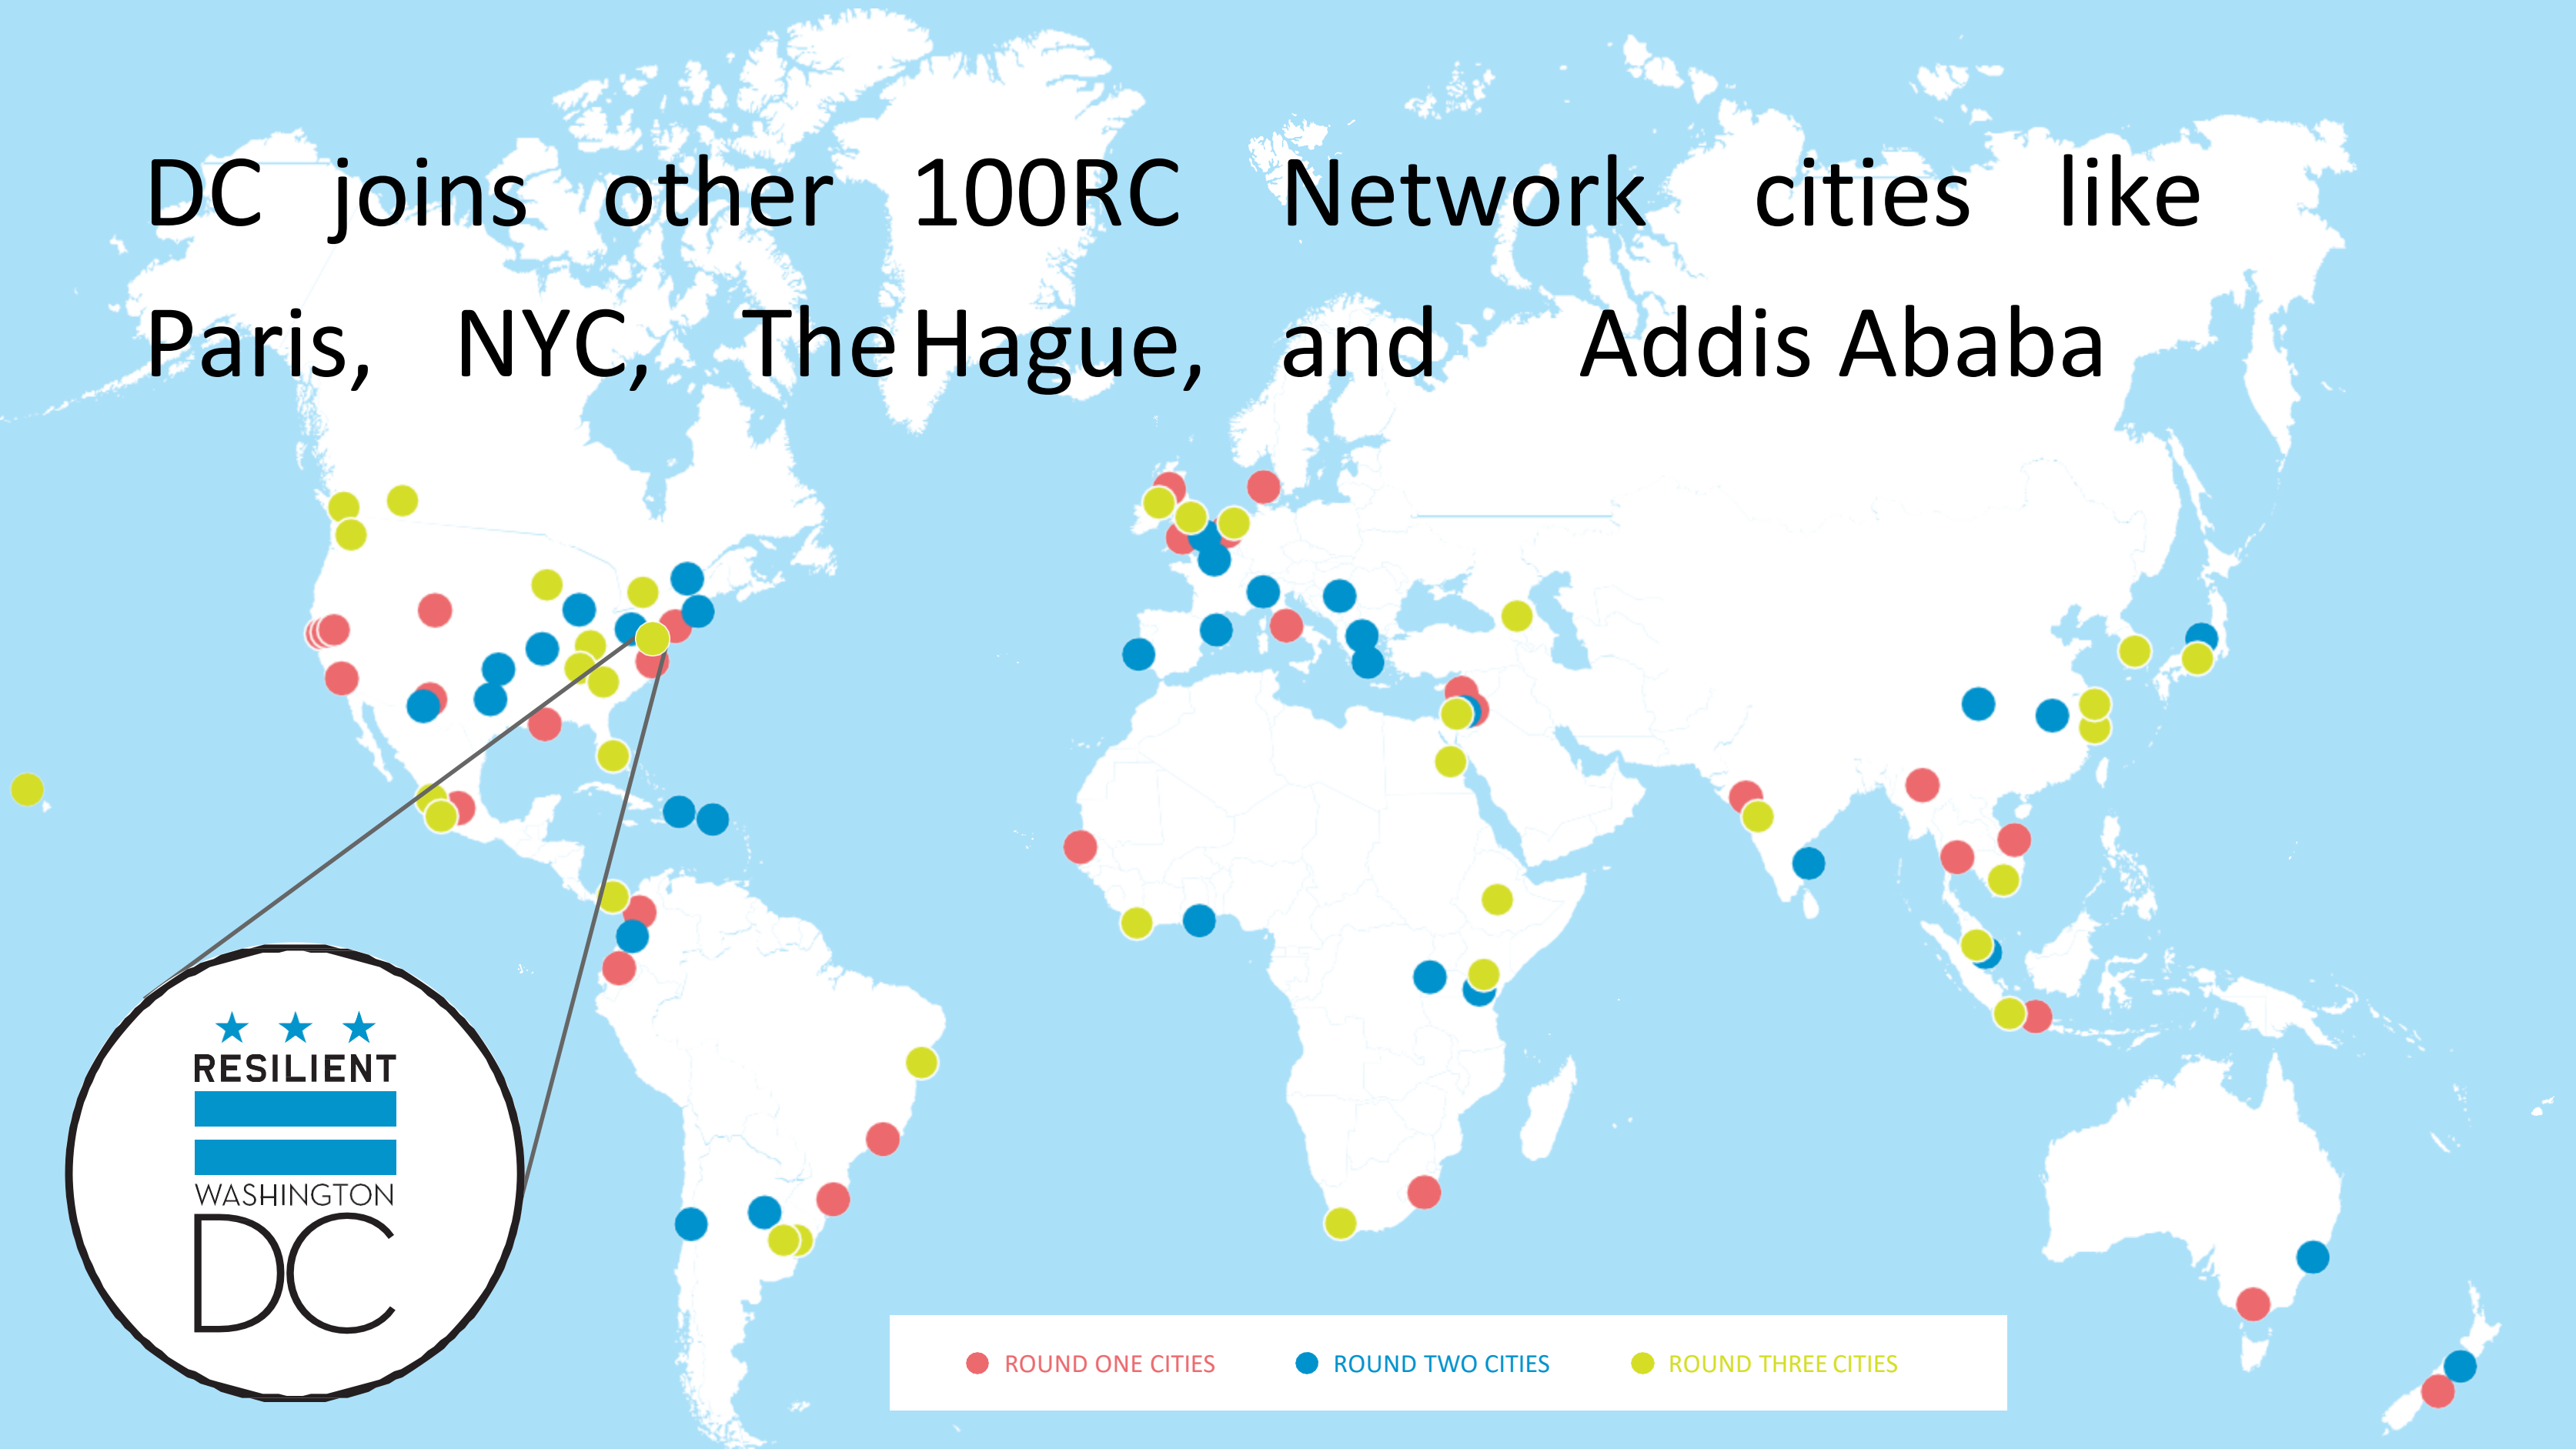 DC joins other 100RC Network cities like
Paris, NYC, The Hague, and Addis Ababa
RESILIENT
WASHINGTON
DC
ROUND ONE CITIES
ROUND TWO CITIES
ROUND THREE CITIES